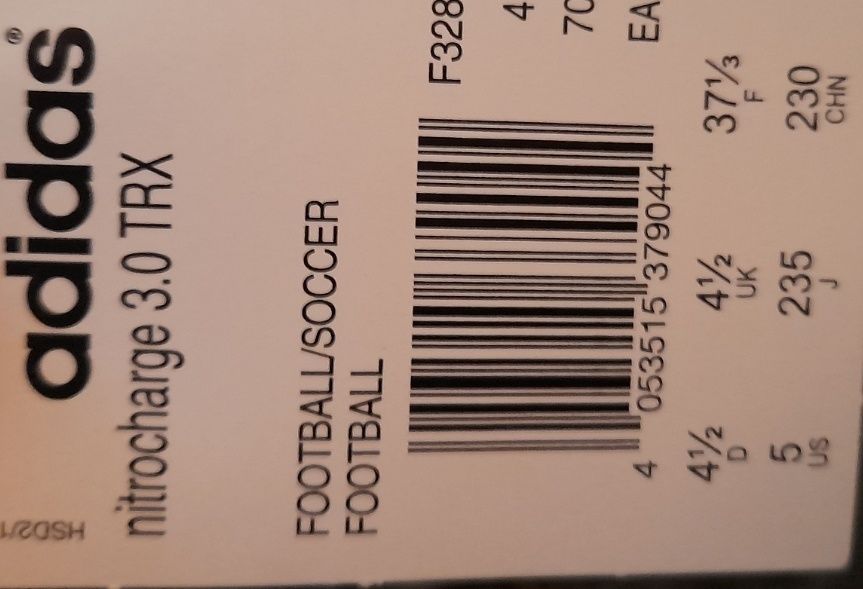 adidas®
nitrocharge 3.0 TRX
FOOTBALL/SOCCER
FOOTBALL
F328
4
70
EA
4 053515 379044
4½ 4½ 37⅓
D UK F
5 235 230
US J CHN
HSD2/1